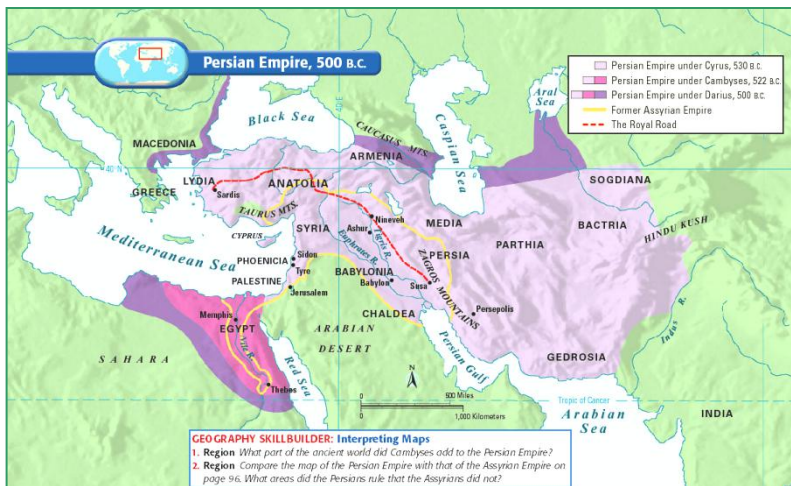 Persian Empire, 500 B.C.
Persian Empire under Cyrus, 530 B.C.
Persian Empire under Cambyses, 522 B.C.
Persian Empire under Darius, 500 B.C.
Former Assyrian Empire
The Royal Road
Aral
Sea
Black Sea
40°E
CAUCASUS MTS.
Caspian Sea
MACEDONIA
ARMENIA
40°N
LYDIA
ANATOLIA
SOGDIANA
GREECE
Sardis
TAURUS MTS.
Nineveh
MEDIA
BACTRIA
HINDU KUSH
Mediterranean Sea
CYPRUS
SYRIA
Ashur
Tigris R.
Euphrates R.
PARTHIA
PERSIA
PHOENICIA
Sidon
Tyre
BABYLONIA
Babylon
Susa
ZAGROS MOUNTAINS
PALESTINE
Jerusalem
Persepolis
Indus R.
Memphis
EGYPT
CHALDEA
ARABIAN
DESERT
Nile R.
SAHARA
Red Sea
Persian Gulf
GEDROSIA
Thebes
N
0 500 Miles
0 1,000 Kilometers
Tropic of Cancer
Arabian
Sea
INDIA
GEOGRAPHY SKILLBUILDER: Interpreting Maps
1. Region What part of the ancient world did Cambyses add to the Persian Empire?
2. Region Compare the map of the Persian Empire with that of the Assyrian Empire on
page 96. What areas did the Persians rule that the Assyrians did not?